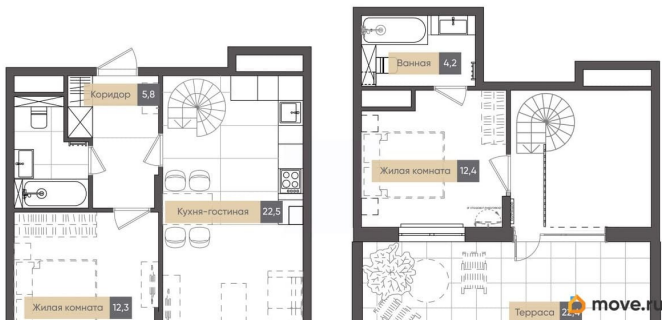 Коридор 5,8
Кухня-гостиная 22,5
Жилая комната 12,3
Ванная 4,2
Жилая комната 12,4
Терраса
move.ru